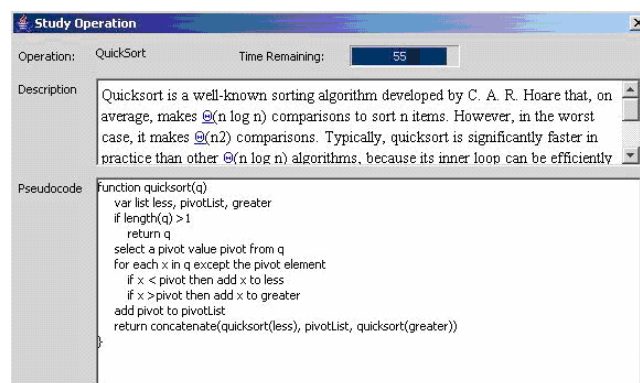 Study Operation
Operation: QuickSort Time Remaining: 55
Description
Quicksort is a well-known sorting algorithm developed by C. A. R. Hoare that, on
average, makes Θ(n log n) comparisons to sort n items. However, in the worst
case, it makes Θ(n2) comparisons. Typically, quicksort is significantly faster in
practice than other Θ(n log n) algorithms, because its inner loop can be efficiently
Pseudocode
function quicksort(q)
var list less, pivotList, greater
if length(q) >1
return q
select a pivot value pivot from q
for each x in q except the pivot element
if x < pivot then add x to less
if x >pivot then add x to greater
add pivot to pivotList
return concatenate(quicksort(less), pivotList, quicksort(greater))
}